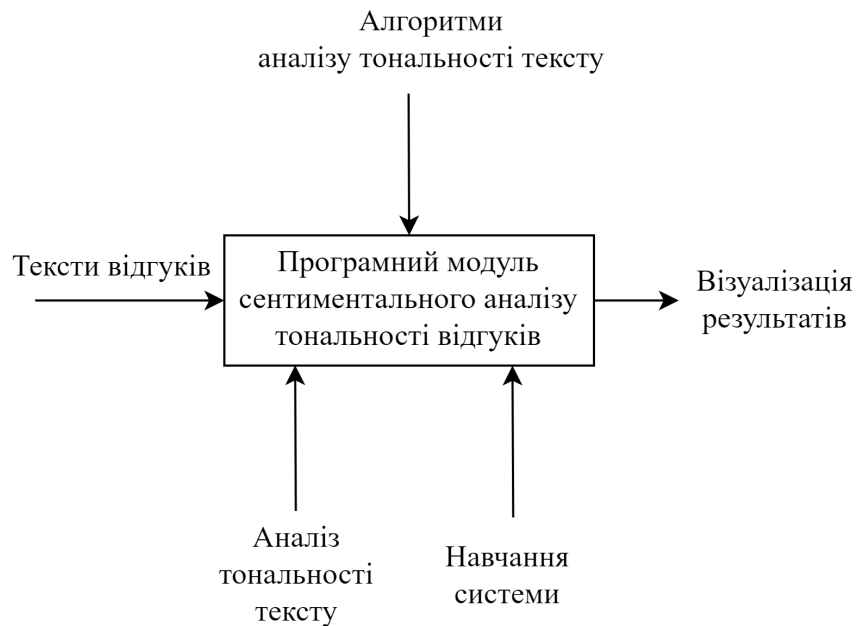 Алгоритми
аналізу тональності тексту
Тексти відгуків
Програмний модуль
сентиментального аналізу
тональності відгуків
Візуалізація
результатів
Аналіз
тональності
тексту
Навчання
системи